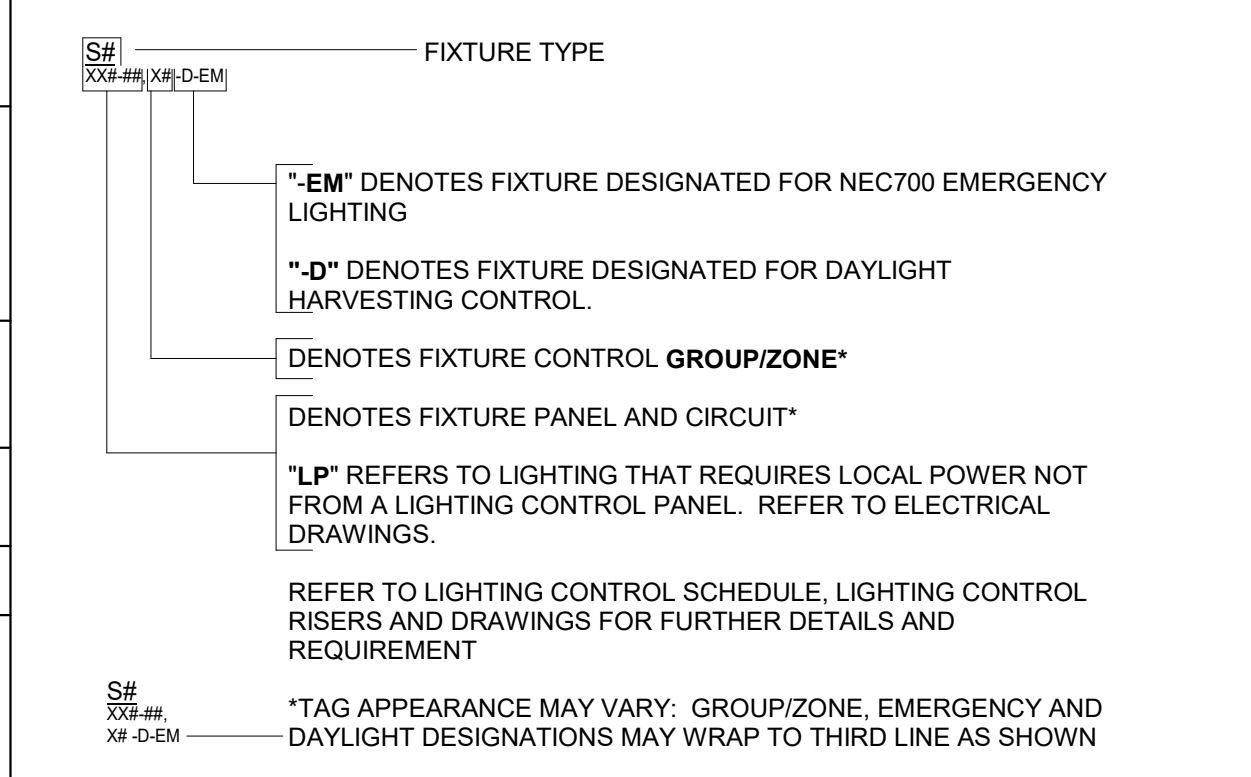 S# FIXTURE TYPE
XX#-##, X# -D-EM
"-EM" DENOTES FIXTURE DESIGNATED FOR NEC700 EMERGENCY
LIGHTING
"-D" DENOTES FIXTURE DESIGNATED FOR DAYLIGHT
HARVESTING CONTROL.
DENOTES FIXTURE CONTROL GROUP/ZONE*
DENOTES FIXTURE PANEL AND CIRCUIT*
"LP" REFERS TO LIGHTING THAT REQUIRES LOCAL POWER NOT
FROM A LIGHTING CONTROL PANEL.  REFER TO ELECTRICAL
DRAWINGS.
REFER TO LIGHTING CONTROL SCHEDULE, LIGHTING CONTROL
RISERS AND DRAWINGS FOR FURTHER DETAILS AND
REQUIREMENT
S#
XX#-##,
X# -D-EM
*TAG APPEARANCE MAY VARY:  GROUP/ZONE, EMERGENCY AND
DAYLIGHT DESIGNATIONS MAY WRAP TO THIRD LINE AS SHOWN